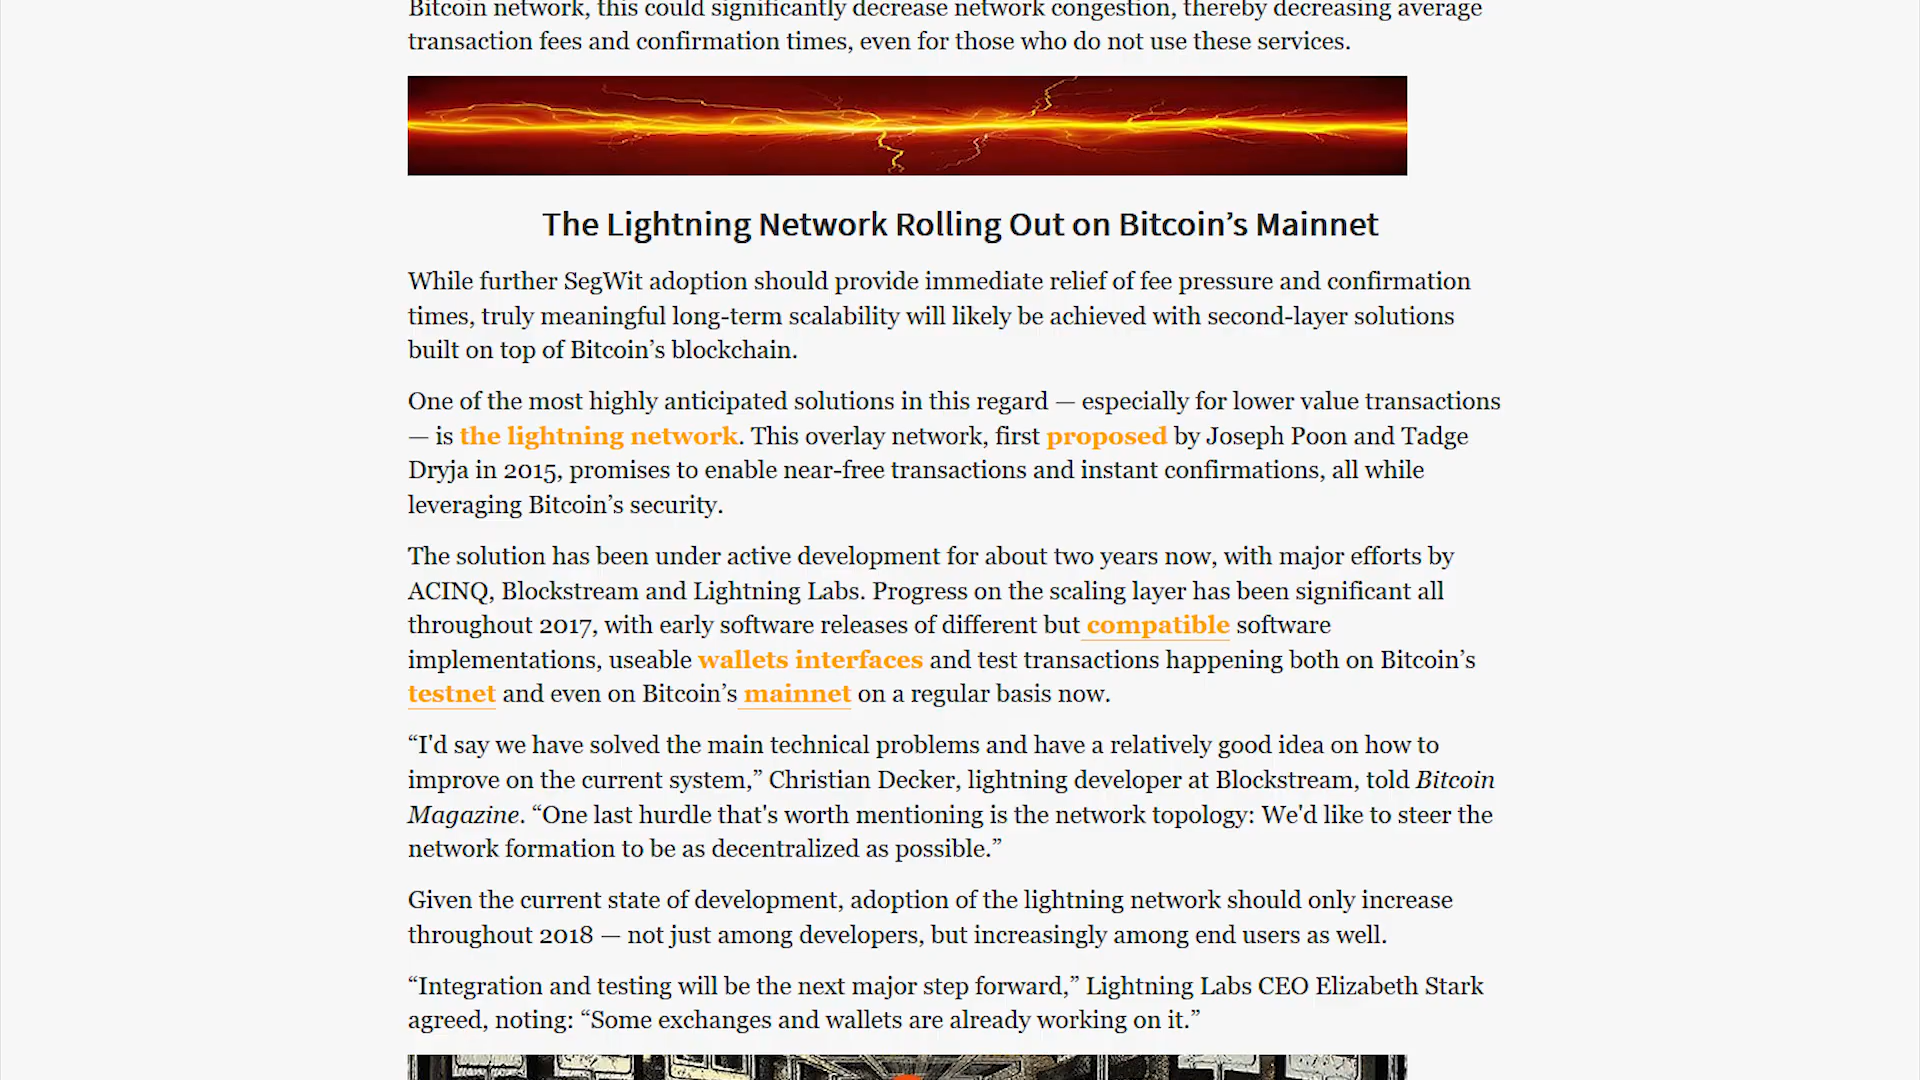 Bitcoin network, this could significantly decrease network congestion, thereby decreasing average
transaction fees and confirmation times, even for those who do not use these services.
The Lightning Network Rolling Out on Bitcoin’s Mainnet
While further SegWit adoption should provide immediate relief of fee pressure and confirmation
times, truly meaningful long-term scalability will likely be achieved with second-layer solutions
built on top of Bitcoin’s blockchain.
One of the most highly anticipated solutions in this regard — especially for lower value transactions
— is the lightning network. This overlay network, first proposed by Joseph Poon and Tadge
Dryja in 2015, promises to enable near-free transactions and instant confirmations, all while
leveraging Bitcoin’s security.
The solution has been under active development for about two years now, with major efforts by
ACINQ, Blockstream and Lightning Labs. Progress on the scaling layer has been significant all
throughout 2017, with early software releases of different but compatible software
implementations, useable wallets interfaces and test transactions happening both on Bitcoin’s
testnet and even on Bitcoin’s mainnet on a regular basis now.
“I'd say we have solved the main technical problems and have a relatively good idea on how to
improve on the current system,” Christian Decker, lightning developer at Blockstream, told Bitcoin
Magazine. “One last hurdle that's worth mentioning is the network topology: We'd like to steer the
network formation to be as decentralized as possible.”
Given the current state of development, adoption of the lightning network should only increase
throughout 2018 — not just among developers, but increasingly among end users as well.
“Integration and testing will be the next major step forward,” Lightning Labs CEO Elizabeth Stark
agreed, noting: “Some exchanges and wallets are already working on it.”